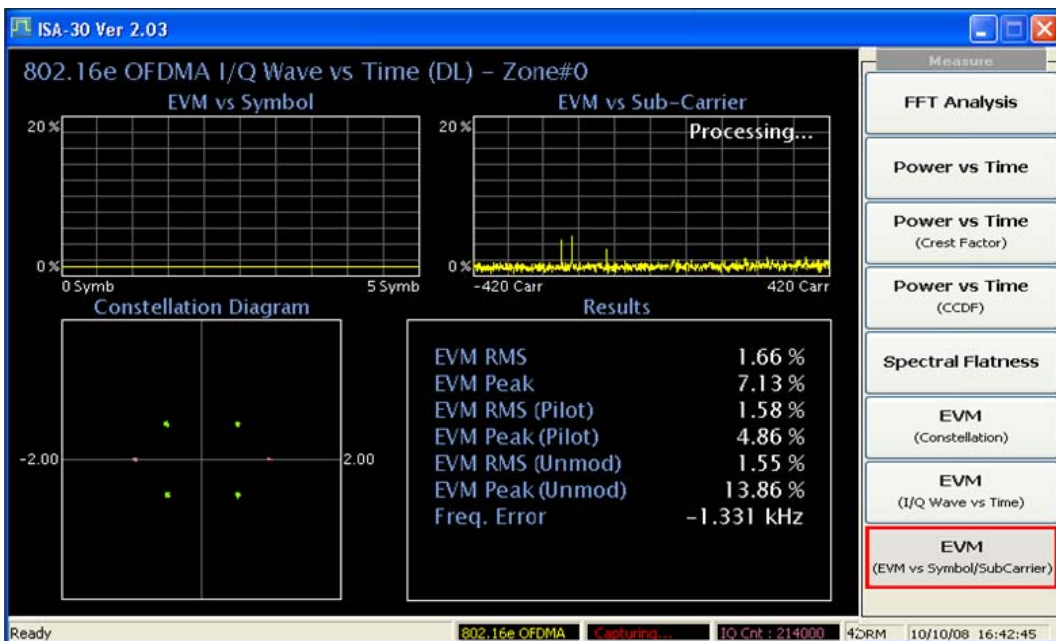 ISA-30 Ver 2.03
802.16e OFDMA I/Q Wave vs Time (DL) – Zone#0
EVM vs Symbol
20 %
0 %
0 Symb
5 Symb
EVM vs Sub-Carrier
20 %
Processing...
0 %
-420 Carr
420 Carr
Constellation Diagram
-2.00
2.00
Results
EVM RMS 1.66 %
EVM Peak 7.13 %
EVM RMS (Pilot) 1.58 %
EVM Peak (Pilot) 4.86 %
EVM RMS (Unmod) 1.55 %
EVM Peak (Unmod) 13.86 %
Freq. Error -1.331 kHz
Measure
FFT Analysis
Power vs Time
Power vs Time
(Crest Factor)
Power vs Time
(CCDF)
Spectral Flatness
EVM
(Constellation)
EVM
(I/Q Wave vs Time)
EVM
(EVM vs Symbol/SubCarrier)
Ready
802.16e OFDMA
Capturing...
IQ Cnt : 214000
10/10/08 16:42:45